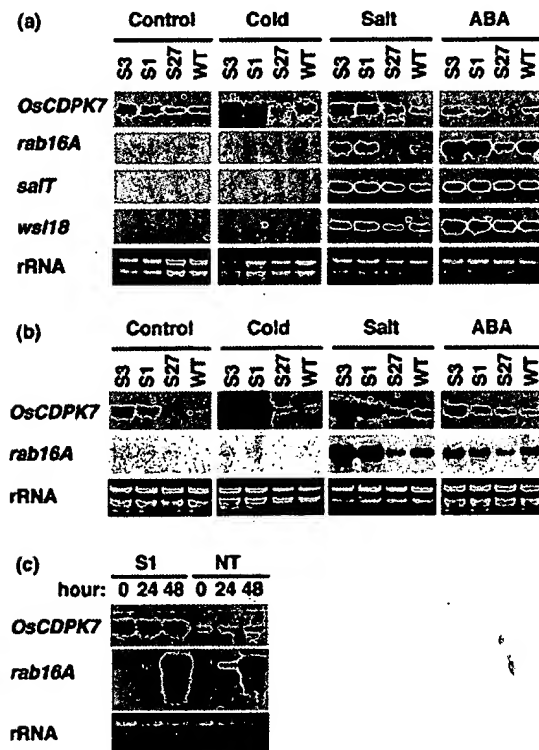 (a)
Control Cold Salt ABA
S3 S1 S27 WT S3 S1 S27 WT S3 S1 S27 WT S3 S1 S27 WT
OsCDPK7
rab16A
salT
wsl18
rRNA
(b)
Control Cold Salt ABA
S3 S1 S27 WT S3 S1 S27 WT S3 S1 S27 WT S3 S1 S27 WT
OsCDPK7
rab16A
rRNA
(c)
S1 NT
hour: 0 24 48 0 24 48
OsCDPK7
rab16A
rRNA